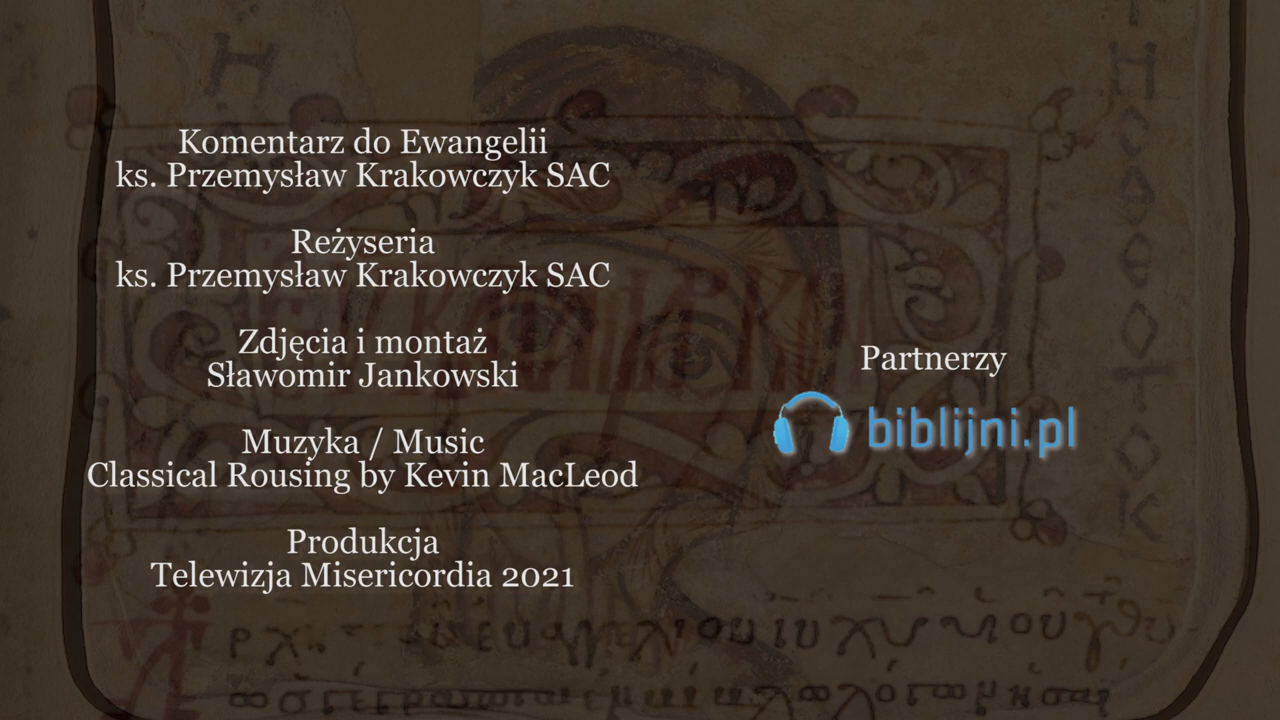 Komentarz do Ewangelii
ks. Przemysław Krakowczyk SAC
Reżyseria
ks. Przemysław Krakowczyk SAC
Zdjęcia i montaż
Sławomir Jankowski
Muzyka / Music
Classical Rousing by Kevin MacLeod
Produkcja
Telewizja Misericordia 2021
Partnerzy
biblijni.pl